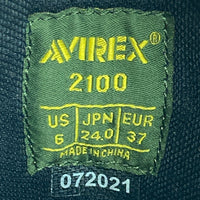 AVIREX®
2100
US JPN EUR
6 24.0 37
MADE IN CHINA
072021